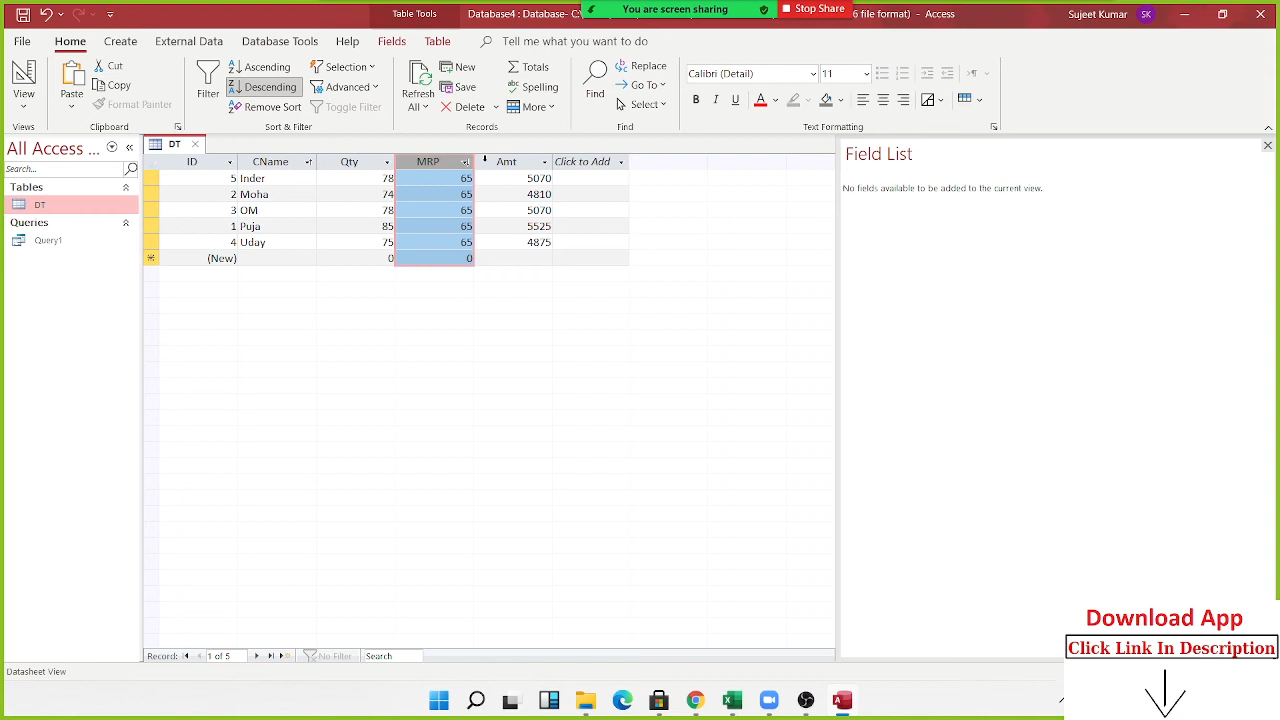 Table Tools
Database4 : Database- C:\
You are screen sharing
Stop Share
6 file format) - Access
Sujeet Kumar
SK
File
Home
Create
External Data
Database Tools
Help
Fields
Table
Tell me what you want to do
View
Views
Paste
Cut
Copy
Format Painter
Clipboard
Filter
Ascending
Descending
Remove Sort
Selection
Advanced
Toggle Filter
Sort & Filter
Refresh All
New
Save
Delete
Totals
Spelling
More
Records
Find
Replace
Go To
Select
Find
Calibri (Detail)
11
B I U
A
Text Formatting
All Access ...
Search...
Tables
DT
Queries
Query1
DT
ID CName Qty MRP Amt Click to Add
5 Inder 78 65 5070
2 Moha 74 65 4810
3 OM 78 65 5070
1 Puja 85 65 5525
4 Uday 75 65 4875
(New) 0 0
Field List
No fields available to be added to the current view.
Download App
Click Link In Description
Record: 1 of 5 No Filter Search
Datasheet View